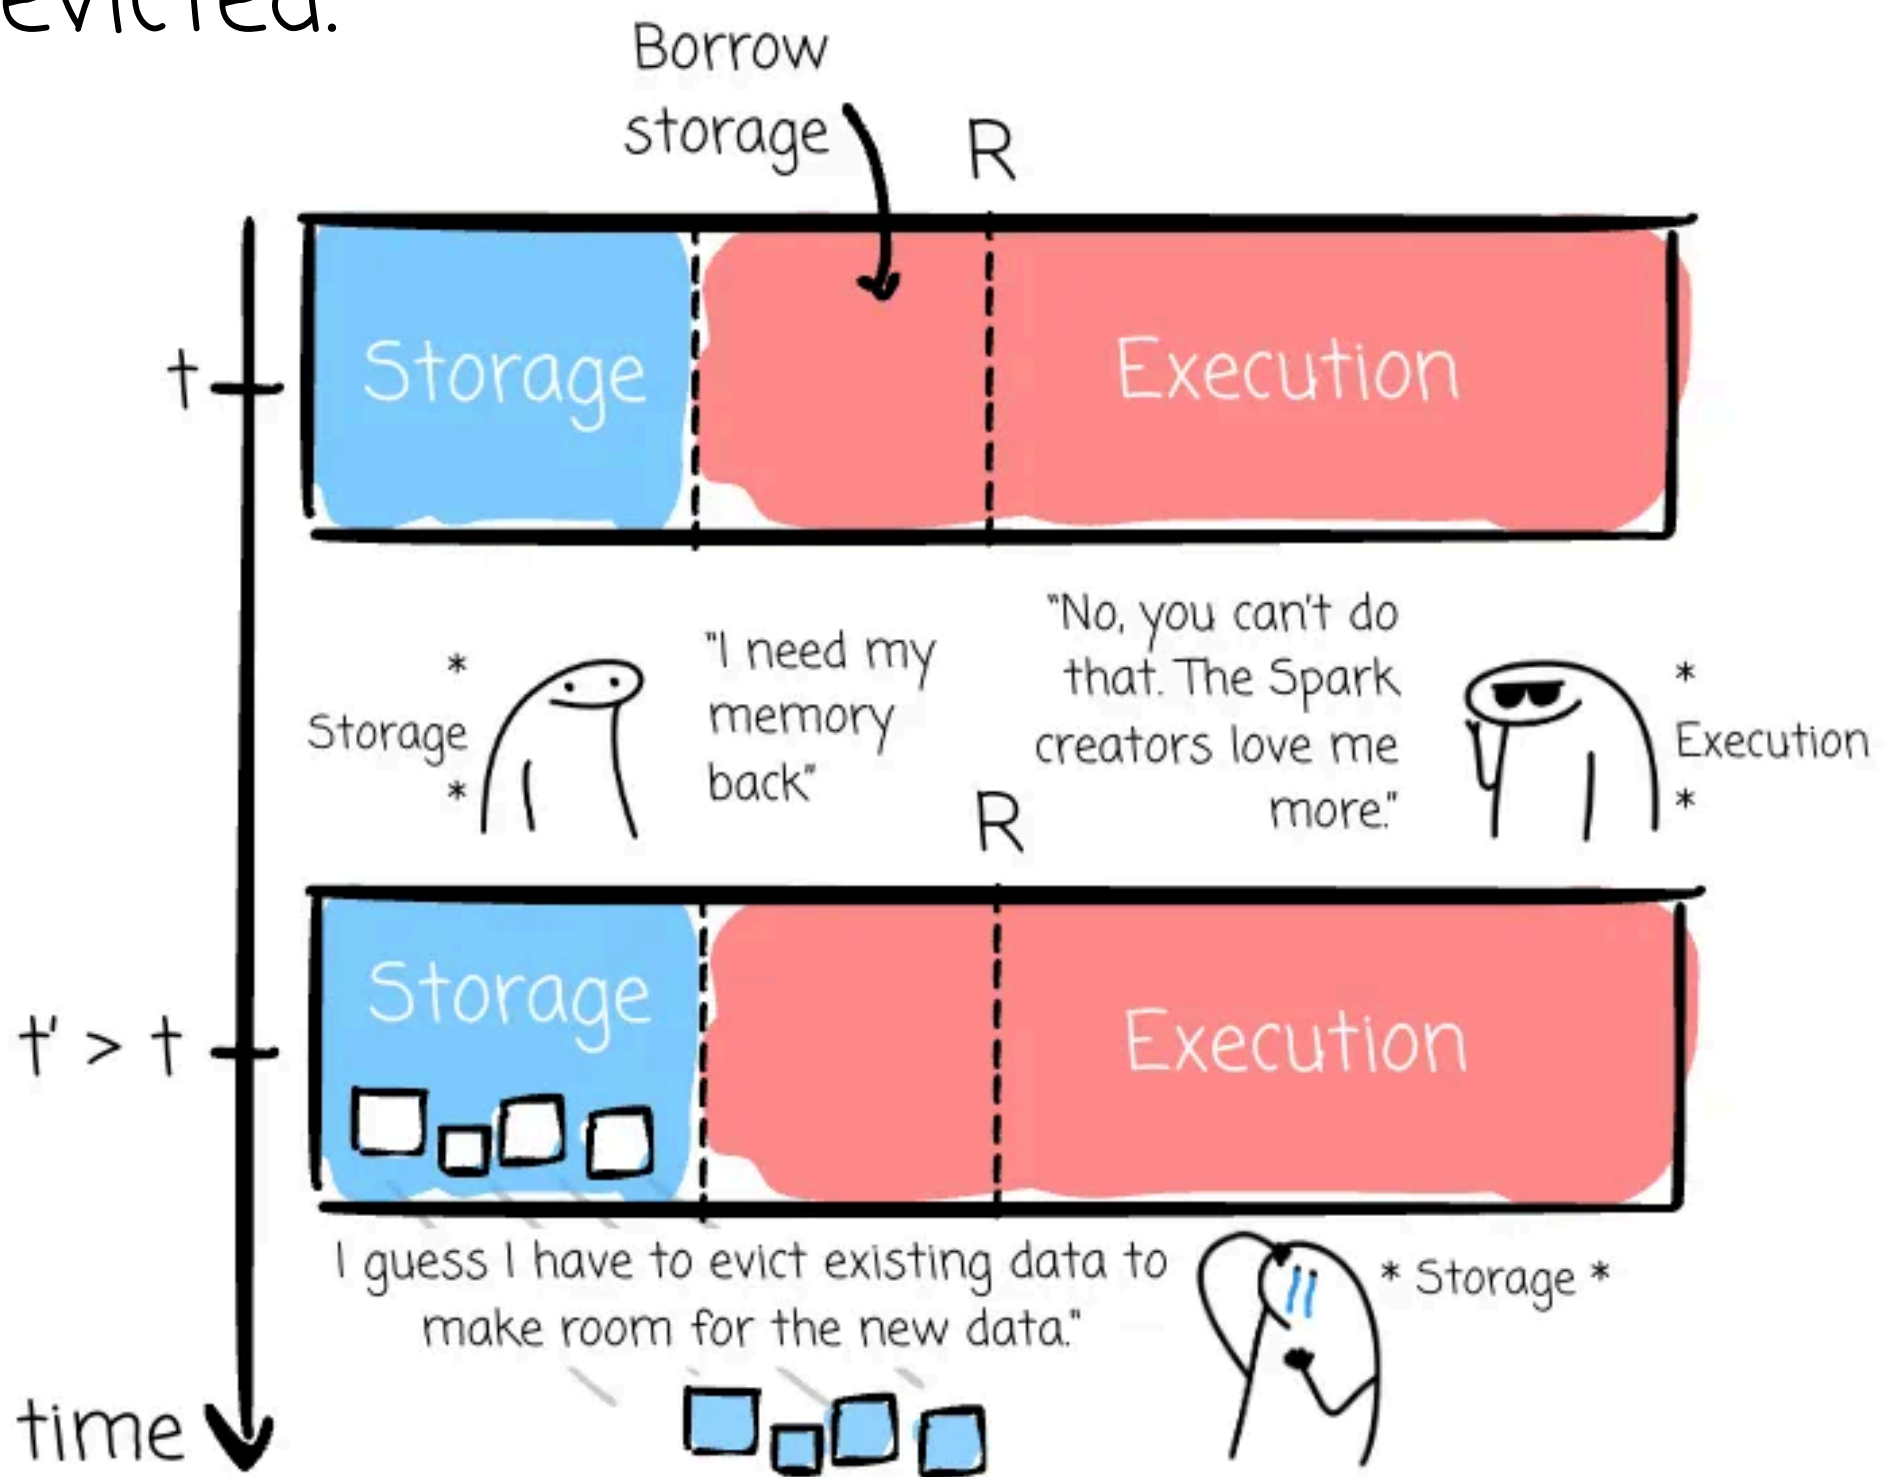 evicted.
Borrow
storage
R
Storage
Execution
t
"No, you can't do
that. The Spark
creators love me
more."
"I need my
memory
back"
*
Storage
*
*
Execution
*
R
Storage
Execution
t' > t
I guess I have to evict existing data to
make room for the new data."
* Storage *
time